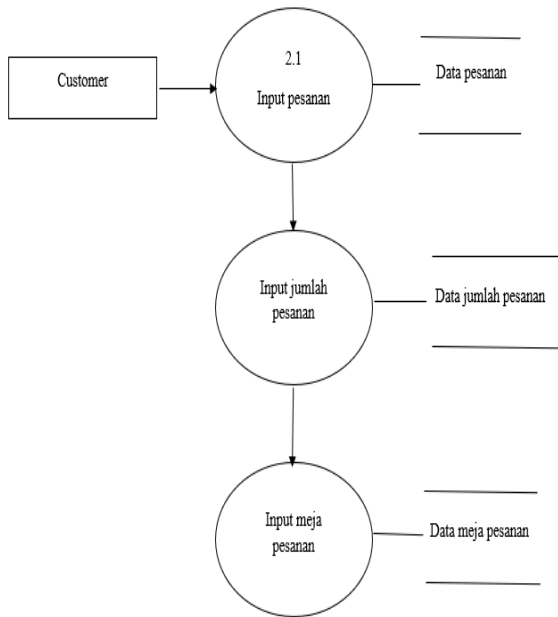 Customer
2.1
Input pesanan
Data pesanan
Input jumlah
pesanan
Data jumlah pesanan
Input meja
pesanan
Data meja pesanan